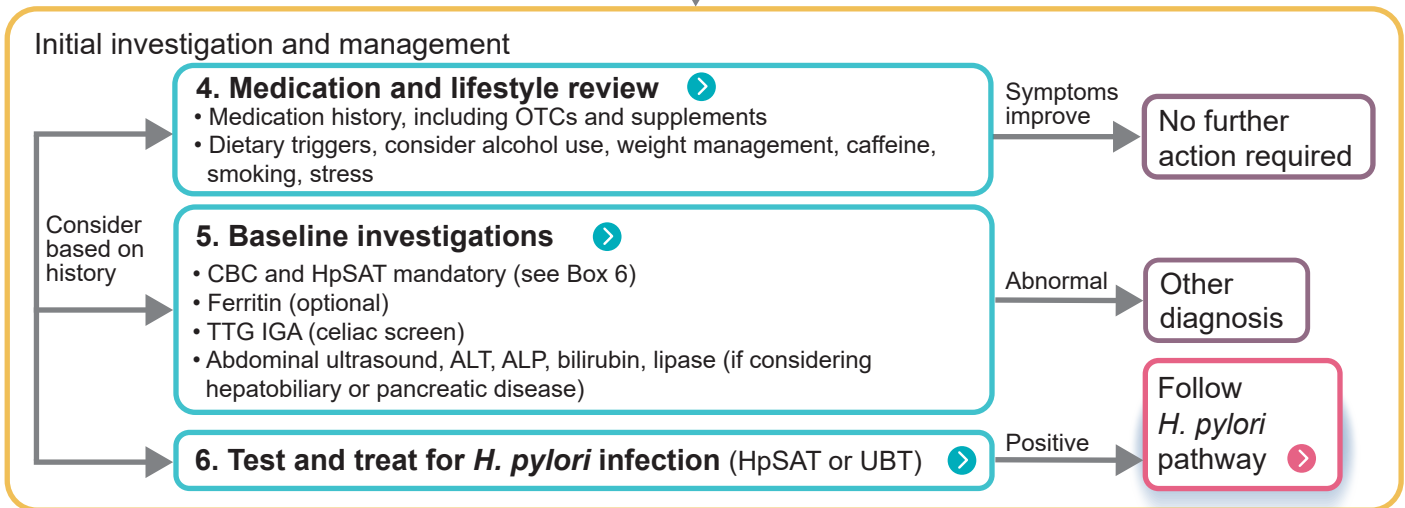 Initial investigation and management
4. Medication and lifestyle review
• Medication history, including OTCs and supplements
• Dietary triggers, consider alcohol use, weight management, caffeine,
smoking, stress
Symptoms
improve
No further
action required
Consider
based on
history
5. Baseline investigations
• CBC and HpSAT mandatory (see Box 6)
• Ferritin (optional)
• TTG IGA (celiac screen)
• Abdominal ultrasound, ALT, ALP, bilirubin, lipase (if considering
hepatobiliary or pancreatic disease)
Abnormal
Other
diagnosis
6. Test and treat for H. pylori infection (HpSAT or UBT)
Positive
Follow
H. pylori
pathway